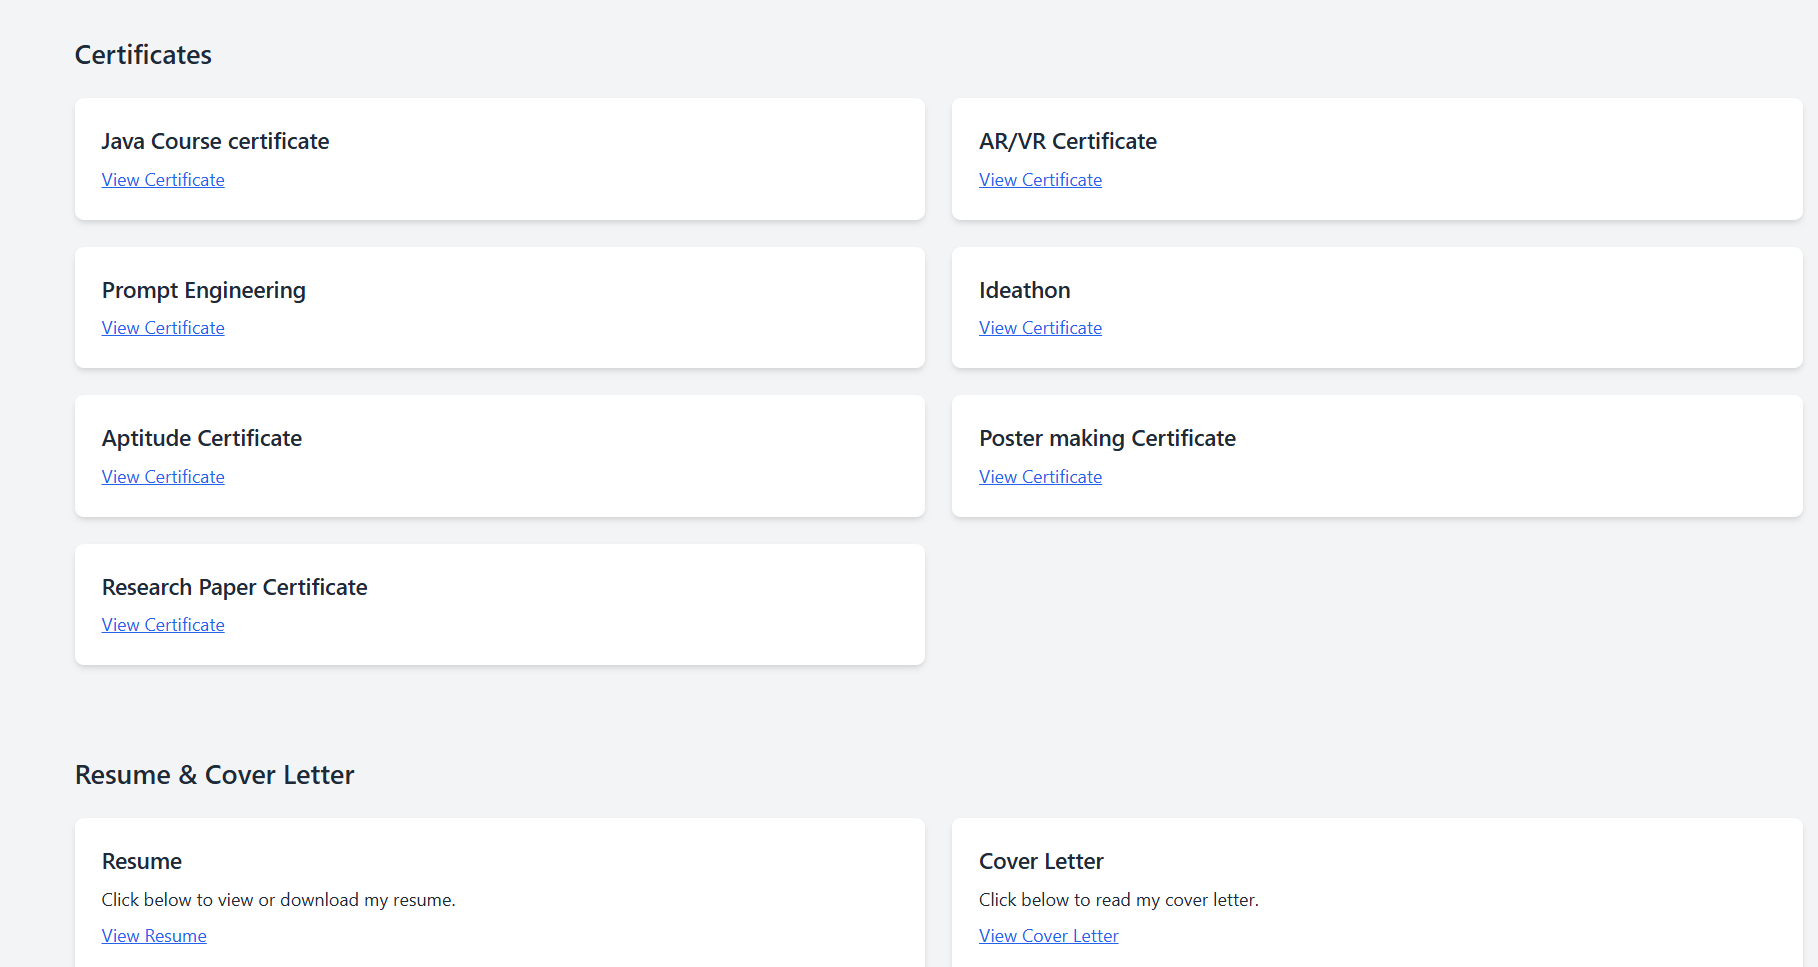 Certificates
Java Course certificate
View Certificate
AR/VR Certificate
View Certificate
Prompt Engineering
View Certificate
Ideathon
View Certificate
Aptitude Certificate
View Certificate
Poster making Certificate
View Certificate
Research Paper Certificate
View Certificate
Resume & Cover Letter
Resume
Click below to view or download my resume.
View Resume
Cover Letter
Click below to read my cover letter.
View Cover Letter